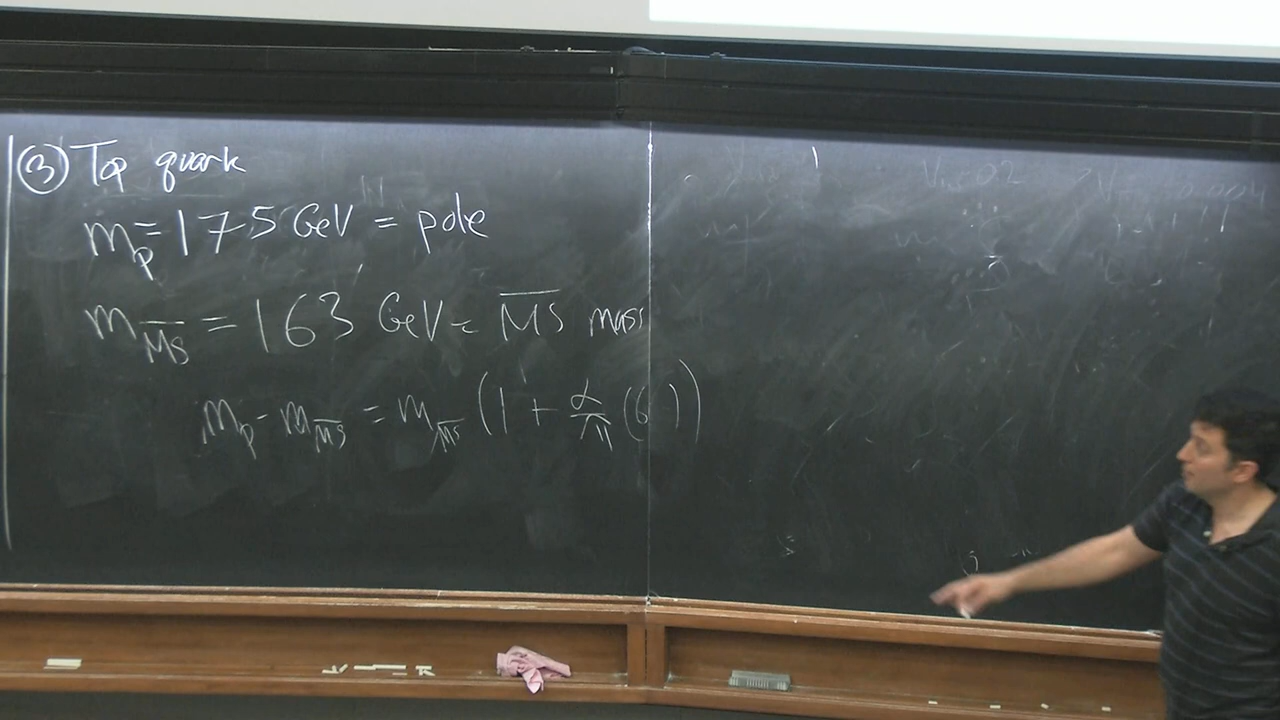 ③ Top quark
m_p = 175 GeV = pole
m_{\overline{MS}} = 163 GeV = \overline{MS} mass
m_p - m_{\overline{MS}} = m_{\overline{MS}} (1 + α/π (6 ))